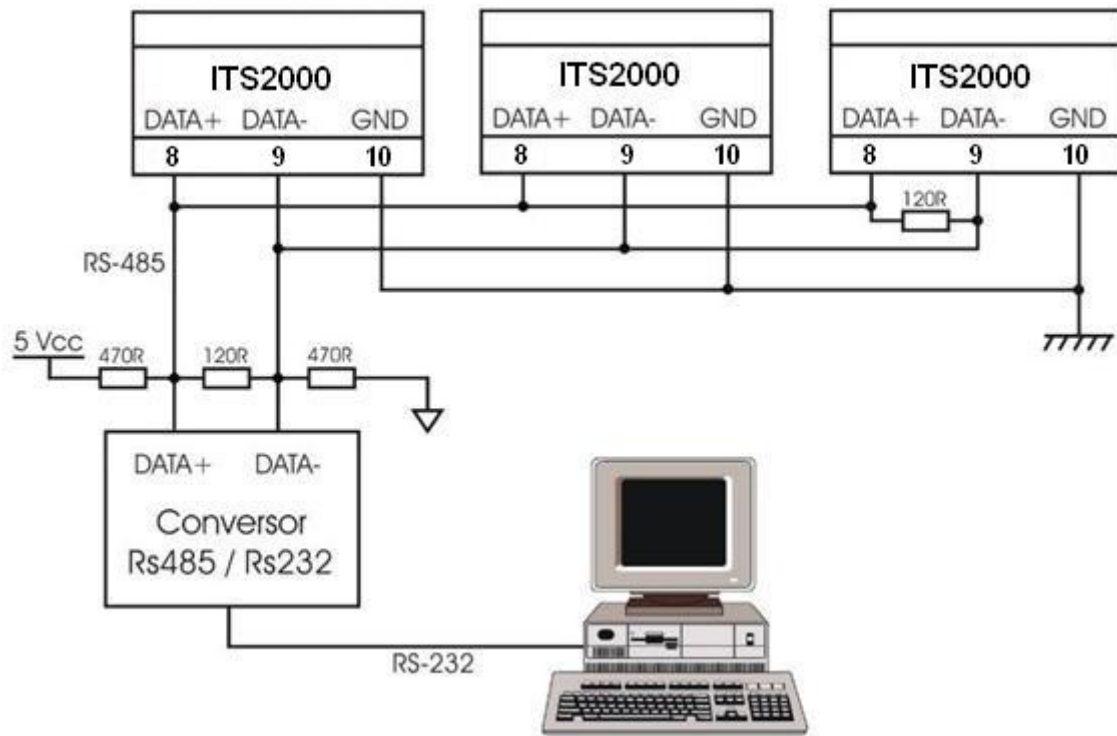 ITS2000
DATA+ DATA- GND
8 9 10
ITS2000
DATA+ DATA- GND
8 9 10
ITS2000
DATA+ DATA- GND
8 9 10
120R
RS-485
5 Vcc
470R
120R
470R
DATA+ DATA-
Conversor
Rs485 / Rs232
RS-232